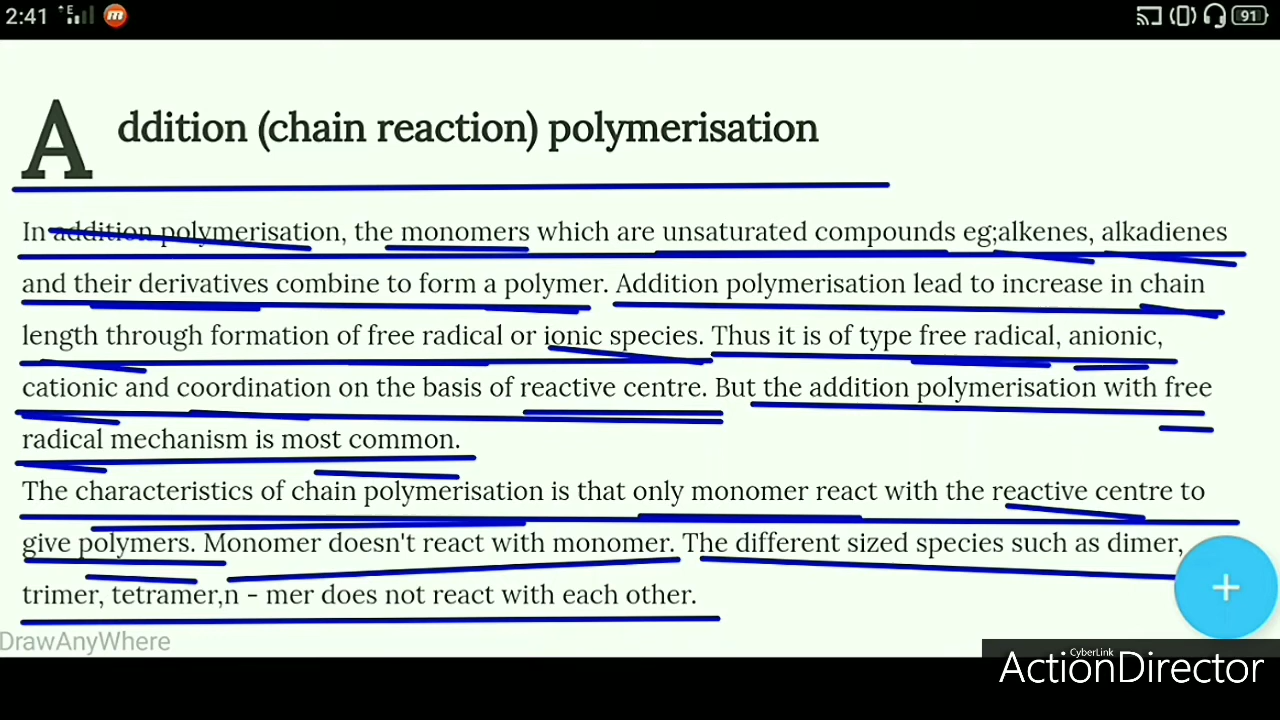 2:41 E m 91
Addition (chain reaction) polymerisation
In addition polymerisation, the monomers which are unsaturated compounds eg;alkenes, alkadienes
and their derivatives combine to form a polymer. Addition polymerisation lead to increase in chain
length through formation of free radical or ionic species. Thus it is of type free radical, anionic,
cationic and coordination on the basis of reactive centre. But the addition polymerisation with free
radical mechanism is most common.
The characteristics of chain polymerisation is that only monomer react with the reactive centre to
give polymers. Monomer doesn't react with monomer. The different sized species such as dimer,
trimer, tetramer,n - mer does not react with each other.
+
DrawAnyWhere
CyberLink
ActionDirector